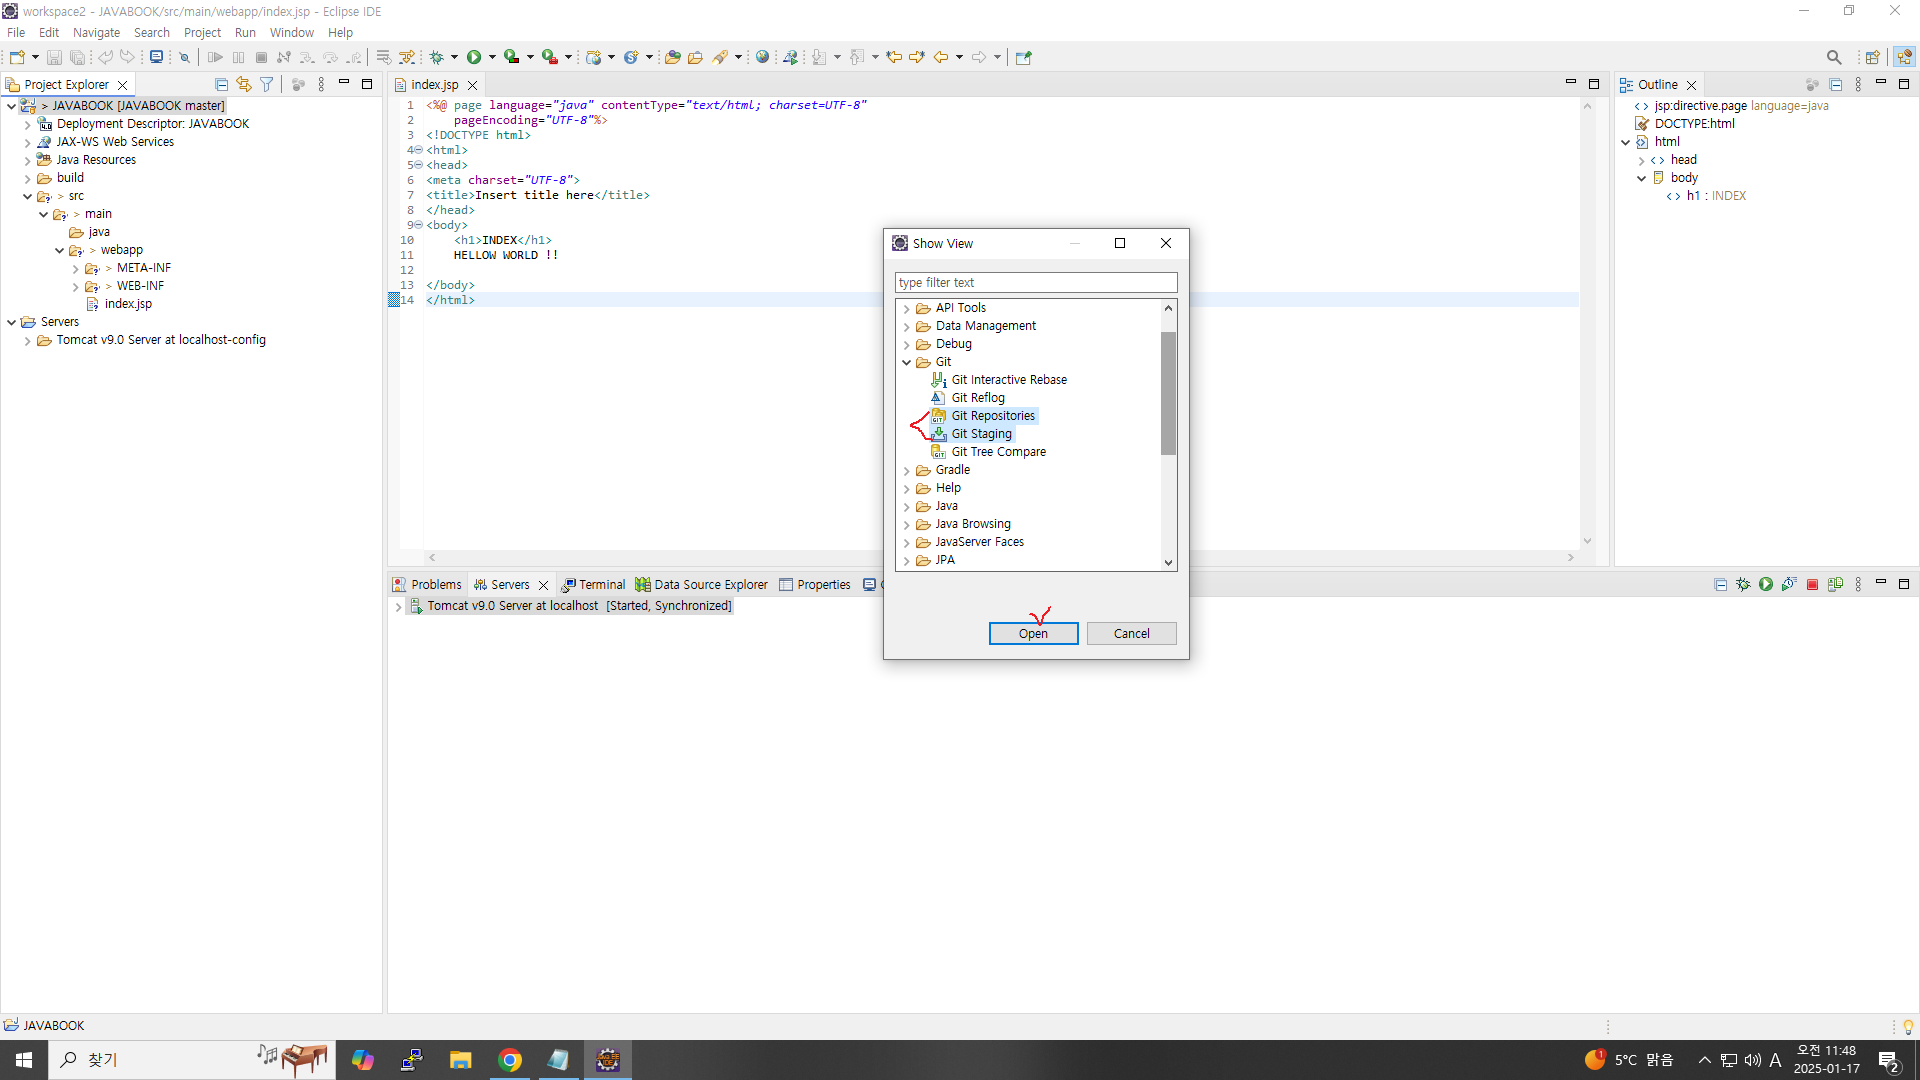 workspace2 - JAVABOOK/src/main/webapp/index.jsp - Eclipse IDE
File Edit Navigate Search Project Run Window Help
Project Explorer
> JAVABOOK [JAVABOOK master]
Deployment Descriptor: JAVABOOK
JAX-WS Web Services
Java Resources
build
> src
> main
java
> webapp
> META-INF
> WEB-INF
index.jsp
Servers
Tomcat v9.0 Server at localhost-config
index.jsp
1 <%@ page language="java" contentType="text/html; charset=UTF-8"
2 pageEncoding="UTF-8"%>
3 <!DOCTYPE html>
4 <html>
5 <head>
6 <meta charset="UTF-8">
7 <title>Insert title here</title>
8 </head>
9 <body>
10 <h1>INDEX</h1>
11 HELLOW WORLD !!
12
13 </body>
14 </html>
Show View
type filter text
API Tools
Data Management
Debug
Git
Git Interactive Rebase
Git Reflog
Git Repositories
Git Staging
Git Tree Compare
Gradle
Help
Java
Java Browsing
JavaServer Faces
JPA
Open Cancel
Outline
jsp:directive.page language=java
DOCTYPE:html
html
head
body
h1 : INDEX
Problems Servers Terminal Data Source Explorer Properties
Tomcat v9.0 Server at localhost [Started, Synchronized]
JAVABOOK
찾기
1 5°C 맑음 A 오전 11:48
2025-01-17 2